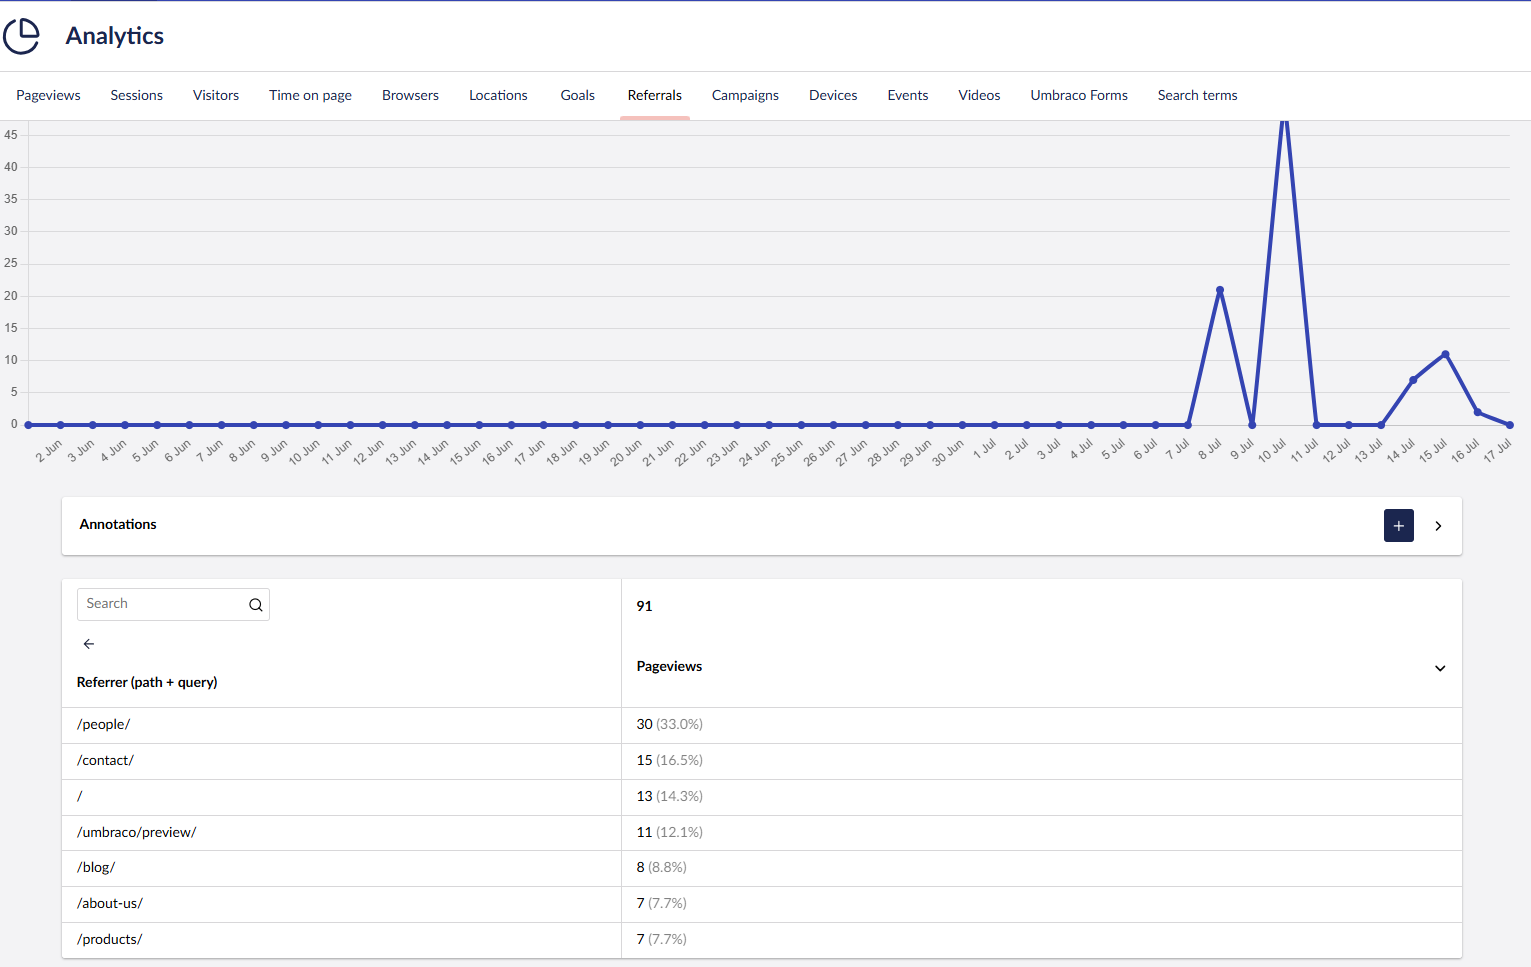 Analytics
Pageviews Sessions Visitors Time on page Browsers Locations Goals Referrals Campaigns Devices Events Videos Umbraco Forms Search terms
45
40
35
30
25
20
15
10
5
0
2 Jun 3 Jun 4 Jun 5 Jun 6 Jun 7 Jun 8 Jun 9 Jun 10 Jun 11 Jun 12 Jun 13 Jun 14 Jun 15 Jun 16 Jun 17 Jun 18 Jun 19 Jun 20 Jun 21 Jun 22 Jun 23 Jun 24 Jun 25 Jun 26 Jun 27 Jun 28 Jun 29 Jun 30 Jun 1 Jul 2 Jul 3 Jul 4 Jul 5 Jul 6 Jul 7 Jul 8 Jul 9 Jul 10 Jul 11 Jul 12 Jul 13 Jul 14 Jul 15 Jul 16 Jul 17 Jul
Annotations
Search
91
Pageviews
Referrer (path + query)
/people/ 30 (33.0%)
/contact/ 15 (16.5%)
/ 13 (14.3%)
/umbraco/preview/ 11 (12.1%)
/blog/ 8 (8.8%)
/about-us/ 7 (7.7%)
/products/ 7 (7.7%)